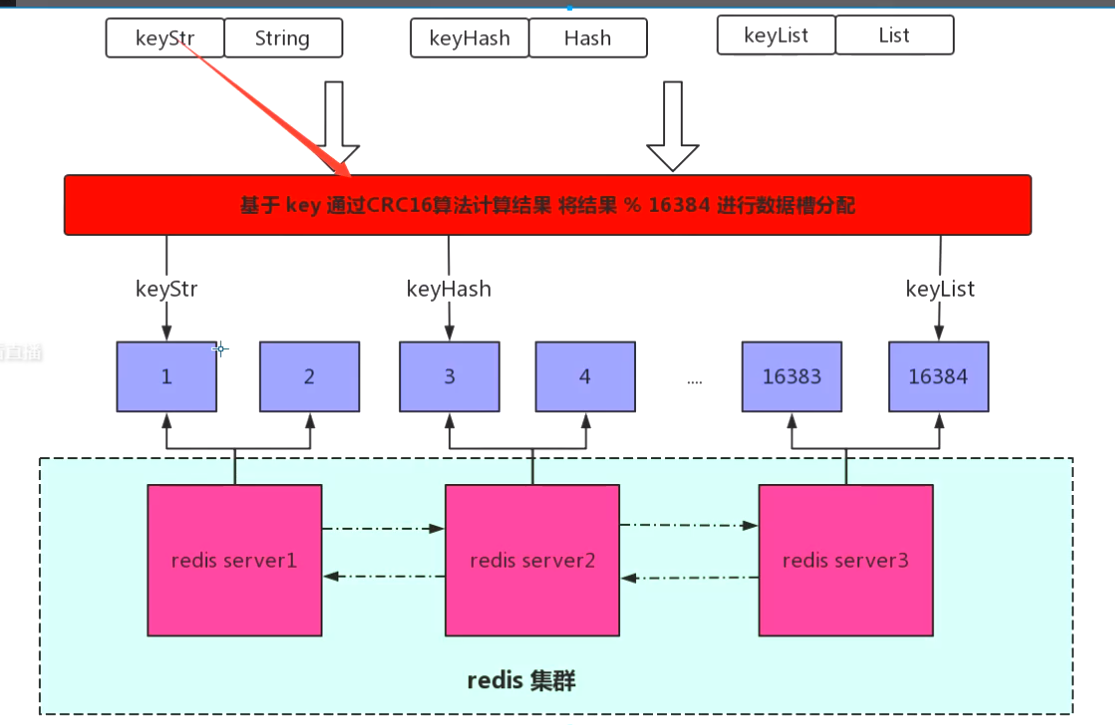 keyStr String keyHash Hash keyList List
基于 key 通过CRC16算法计算结果 将结果 % 16384 进行数据槽分配
keyStr keyHash keyList
1 2 3 4 .... 16383 16384
redis server1 redis server2 redis server3
redis 集群
直播